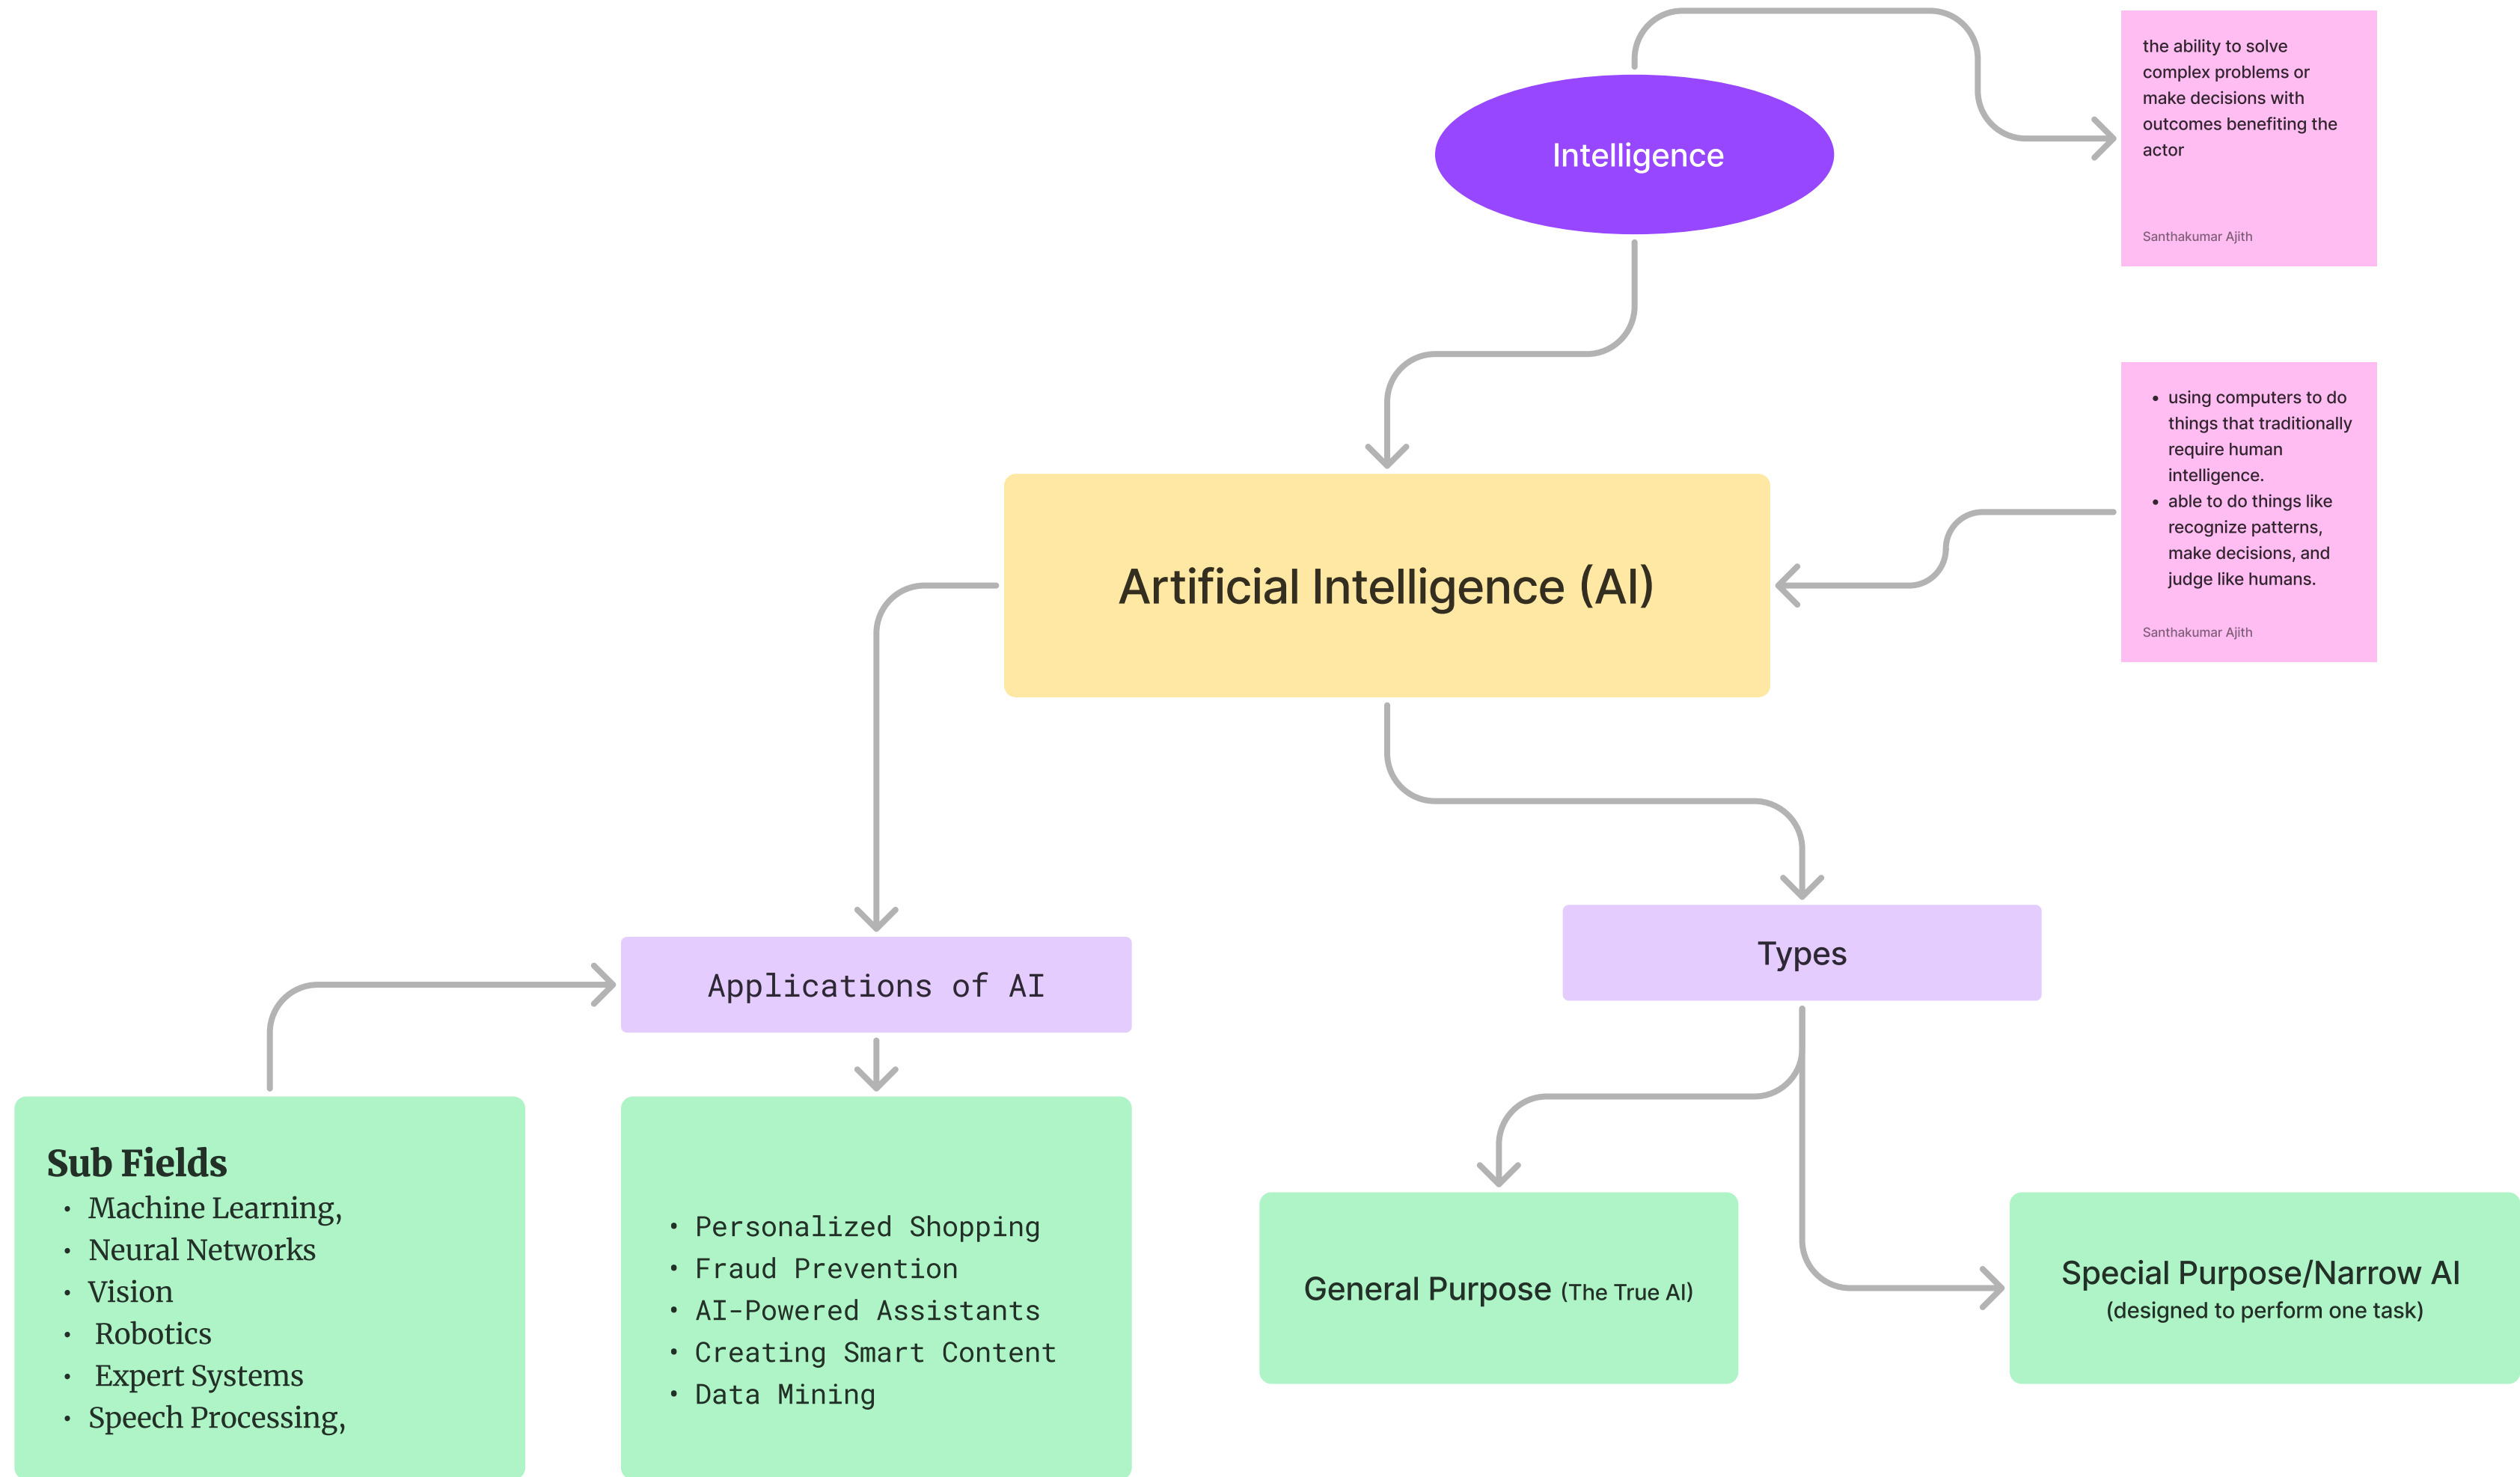 the ability to solve
complex problems or
make decisions with
outcomes benefiting the
actor
Santhakumar Ajith
Intelligence
• using computers to do
things that traditionally
require human
intelligence.
• able to do things like
recognize patterns,
make decisions, and
judge like humans.
Santhakumar Ajith
Artificial Intelligence (AI)
Applications of AI
Types
Sub Fields
• Machine Learning,
• Neural Networks
• Vision
• Robotics
• Expert Systems
• Speech Processing,
• Personalized Shopping
• Fraud Prevention
• AI-Powered Assistants
• Creating Smart Content
• Data Mining
General Purpose (The True AI)
Special Purpose/Narrow AI
(designed to perform one task)